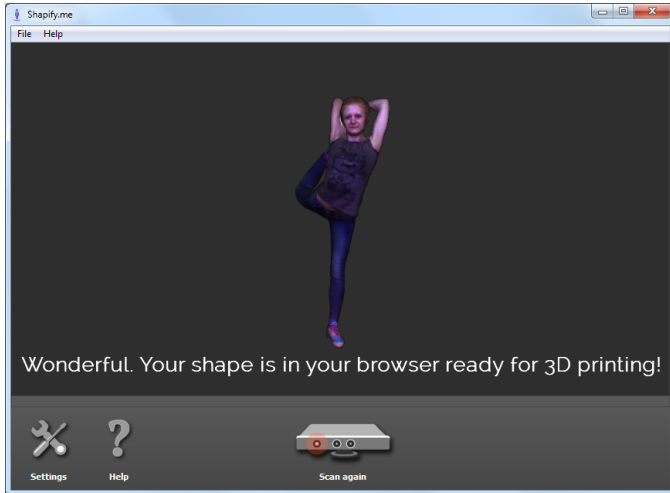 Shapify.me
File Help
Wonderful. Your shape is in your browser ready for 3D printing!
Settings Help Scan again